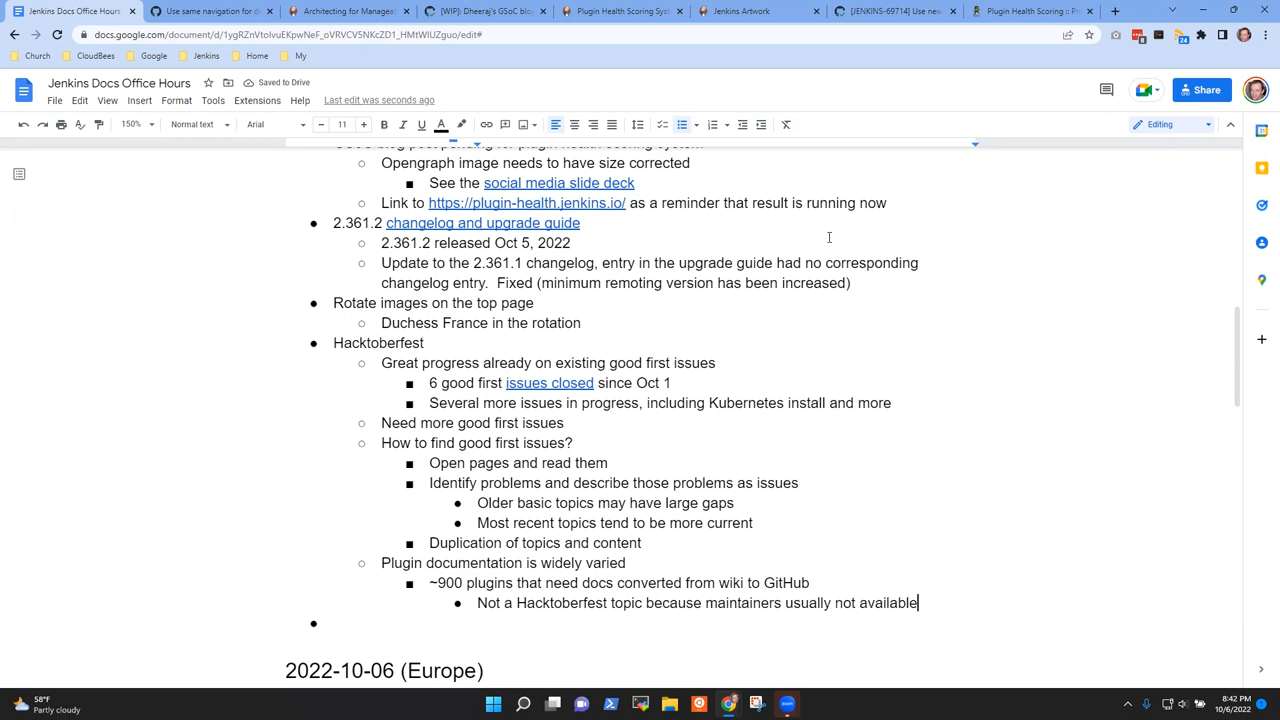 Jenkins Docs Office Hours
Use same navigation for d
Architecting for Manageab
[WIP]: Dheeraj's GSoC blo
Plugin Health Scoring Sys
Jenkins Artwork
[JENKINS-69714] Use new
Plugin Health Scoring :: P
docs.google.com/document/d/1ygRZnVtoIvuEKpwNeF_oVRVCV5NKcZD1_HMtWIUZguo/edit#
Church
CloudBees
Google
Jenkins
Home
My
Jenkins Docs Office Hours
Saved to Drive
Share
File Edit View Insert Format Tools Extensions Help
Last edit was seconds ago
150%
Normal text
Arial
11
Editing
Opengraph image needs to have size corrected
See the social media slide deck
Link to https://plugin-health.jenkins.io/ as a reminder that result is running now
2.361.2 changelog and upgrade guide
2.361.2 released Oct 5, 2022
Update to the 2.361.1 changelog, entry in the upgrade guide had no corresponding
changelog entry.  Fixed (minimum remoting version has been increased)
Rotate images on the top page
Duchess France in the rotation
Hacktoberfest
Great progress already on existing good first issues
6 good first issues closed since Oct 1
Several more issues in progress, including Kubernetes install and more
Need more good first issues
How to find good first issues?
Open pages and read them
Identify problems and describe those problems as issues
Older basic topics may have large gaps
Most recent topics tend to be more current
Duplication of topics and content
Plugin documentation is widely varied
~900 plugins that need docs converted from wiki to GitHub
Not a Hacktoberfest topic because maintainers usually not available
2022-10-06 (Europe)
58°F
Partly cloudy
8:42 PM
10/6/2022